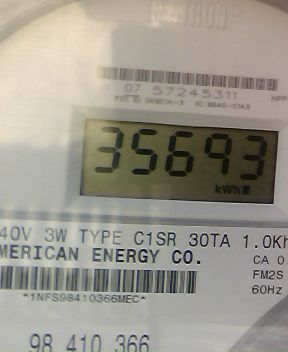 07 57245311
35693
kWh
40V 3W TYPE C1SR 30TA 1.0Kh
MERICAN ENERGY CO.
CA 0
FM2S
*1NFS98410366MEC*
60Hz
98 410 366